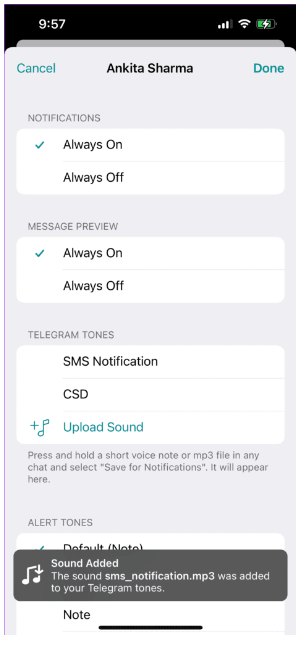 9:57
Cancel
Ankita Sharma
Done
NOTIFICATIONS
Always On
Always Off
MESSAGE PREVIEW
Always On
Always Off
TELEGRAM TONES
SMS Notification
CSD
Upload Sound
Press and hold a short voice note or mp3 file in any
chat and select "Save for Notifications". It will appear
here.
ALERT TONES
Default (Note)
Sound Added
The sound sms_notification.mp3 was added
to your Telegram tones.
Note